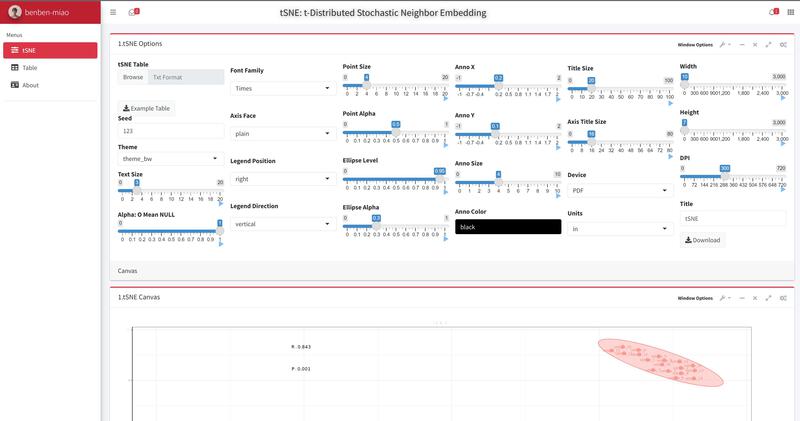 benben-miao
tSNE: t-Distributed Stochastic Neighbor Embedding
Menus
tSNE
Table
About
1.tSNE Options
Window Options
tSNE Table
Browse
Txt Format
Example Table
Seed
123
Theme
theme_bw
Text Size
0 3 20
0 2 4 6 8 10 12 14 16 18 20
Alpha: O Mean NULL
0 1
0 0.1 0.2 0.3 0.4 0.5 0.6 0.7 0.8 0.9 1
Font Family
Times
Axis Face
plain
Legend Position
right
Legend Direction
vertical
Point Size
0 4 20
0 2 4 6 8 10 12 14 16 18 20
Point Alpha
0 0.5 1
0 0.1 0.2 0.3 0.4 0.5 0.6 0.7 0.8 0.9 1
Ellipse Level
0 0.95
0 0.1 0.2 0.3 0.4 0.5 0.6 0.7 0.8 0.9 1
Ellipse Alpha
0 0.3 1
0 0.1 0.2 0.3 0.4 0.5 0.6 0.7 0.8 0.9 1
Anno X
-1 0.2 2
-1 -0.7 -0.4 0.2 0.5 0.8 1.1 1.4 2
Anno Y
-1 0.1 2
-1 -0.7 -0.4 0.2 0.5 0.8 1.1 1.4 2
Anno Size
0 4 10
0 1 2 3 4 5 6 7 8 9 10
Anno Color
black
Title Size
0 20 100
0 10 20 30 40 50 60 70 80 100
Axis Title Size
0 16 80
0 8 16 24 32 40 48 56 64 72 80
Device
PDF
Units
in
Width
10 3,000
0 300 600 900 1,200 1,800 2,400 3,000
Height
7 3,000
0 300 600 900 1,200 1,800 2,400 3,000
DPI
0 300 720
0 72 144 216 288 360 432 504 576 648 720
Title
tSNE
Download
Canvas
1.tSNE Canvas
Window Options
R: 0.843
P: 0.001